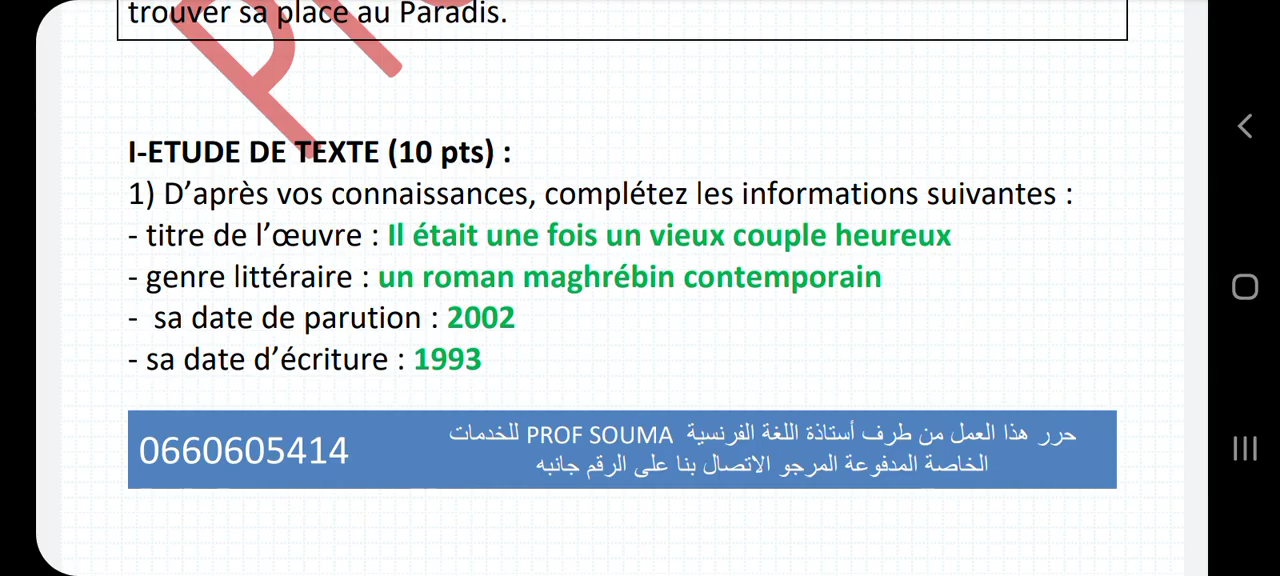 trouver sa place au Paradis.
I-ETUDE DE TEXTE (10 pts) :
1) D’après vos connaissances, complétez les informations suivantes :
- titre de l’œuvre : Il était une fois un vieux couple heureux
- genre littéraire : un roman maghrébin contemporain
- sa date de parution : 2002
- sa date d’écriture : 1993
0660605414
حرر هذا العمل من طرف أستاذة اللغة الفرنسية PROF SOUMA للخدمات
الخاصة المدفوعة المرجو الاتصال بنا على الرقم جانبه